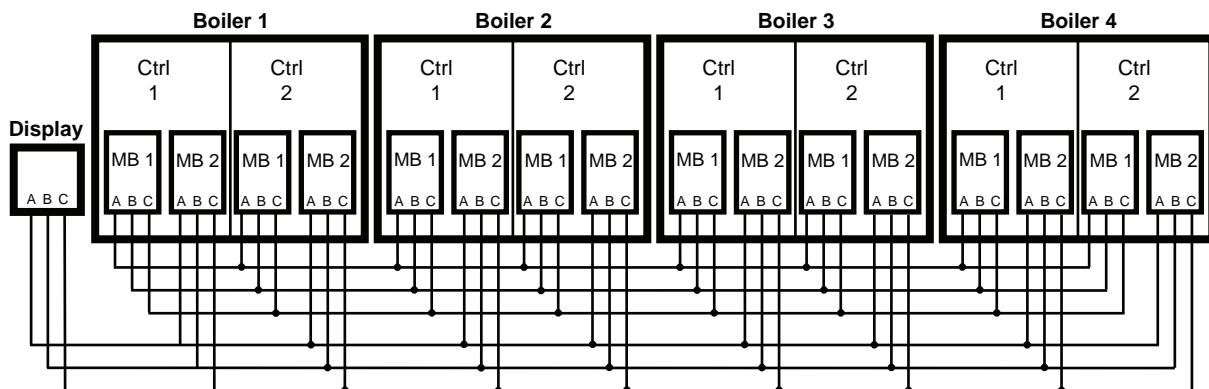 Boiler 1 Boiler 2 Boiler 3 Boiler 4
Ctrl 1 Ctrl 2 Ctrl 1 Ctrl 2 Ctrl 1 Ctrl 2 Ctrl 1 Ctrl 2
Display
MB 1 MB 2 MB 1 MB 2 MB 1 MB 2 MB 1 MB 2 MB 1 MB 2 MB 1 MB 2 MB 1 MB 2 MB 1 MB 2
A B C A B C A B C A B C A B C A B C A B C A B C A B C A B C A B C A B C A B C A B C A B C A B C A B C